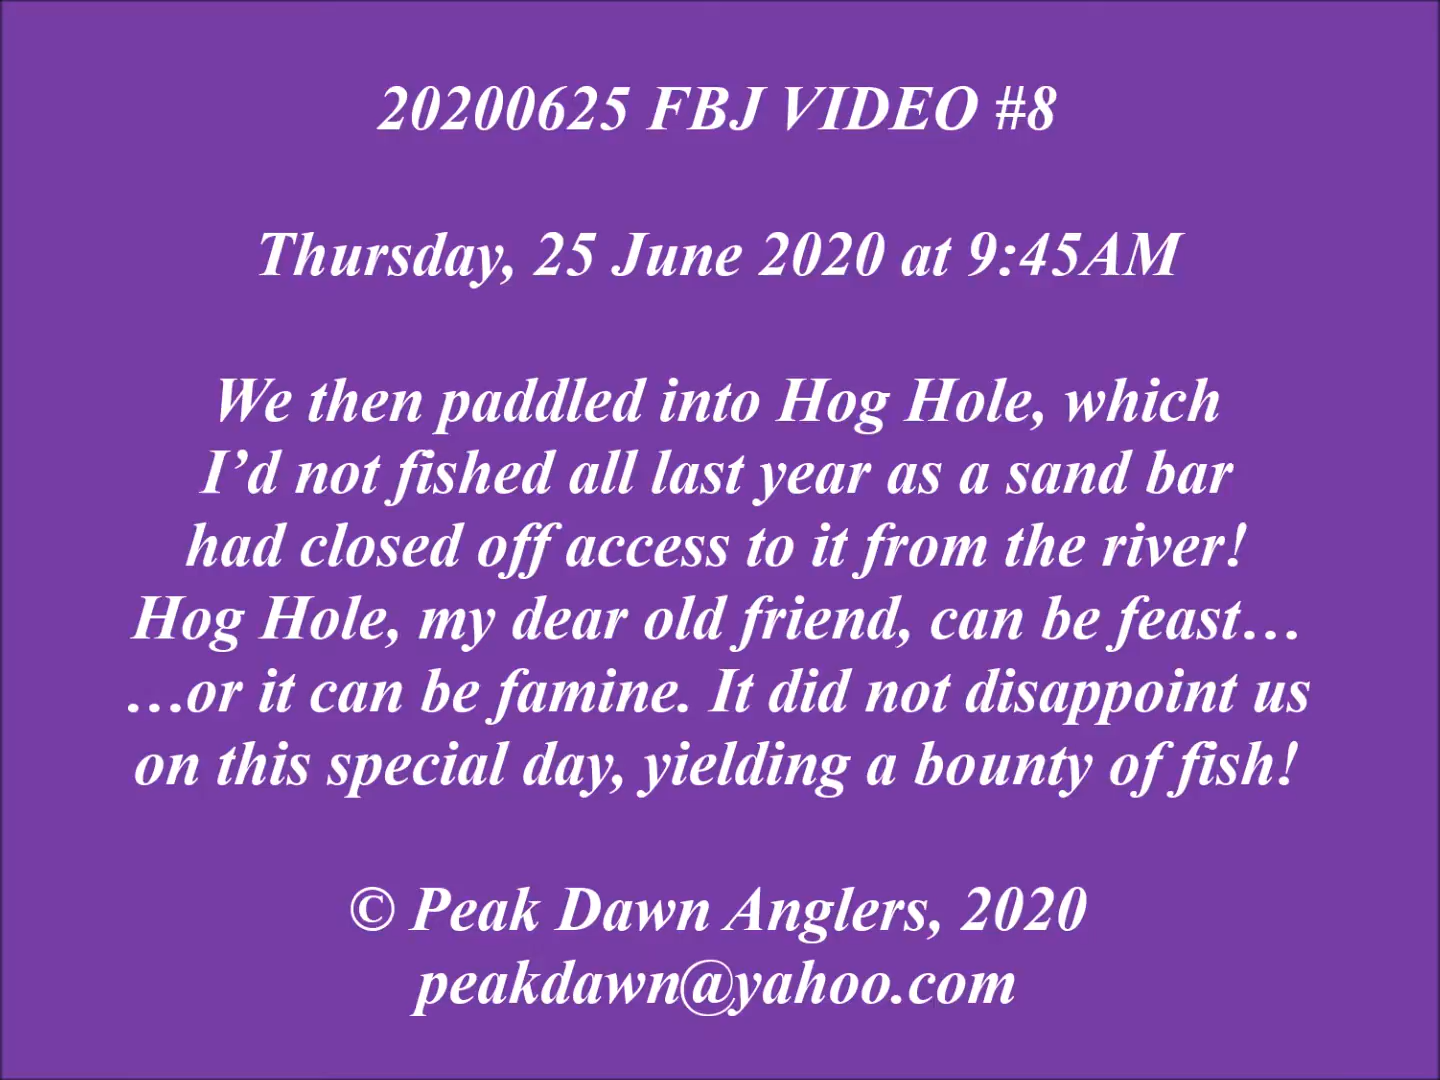 20200625 FBJ VIDEO #8
Thursday, 25 June 2020 at 9:45AM
We then paddled into Hog Hole, which
I’d not fished all last year as a sand bar
had closed off access to it from the river!
Hog Hole, my dear old friend, can be feast…
…or it can be famine. It did not disappoint us
on this special day, yielding a bounty of fish!
© Peak Dawn Anglers, 2020
peakdawn@yahoo.com